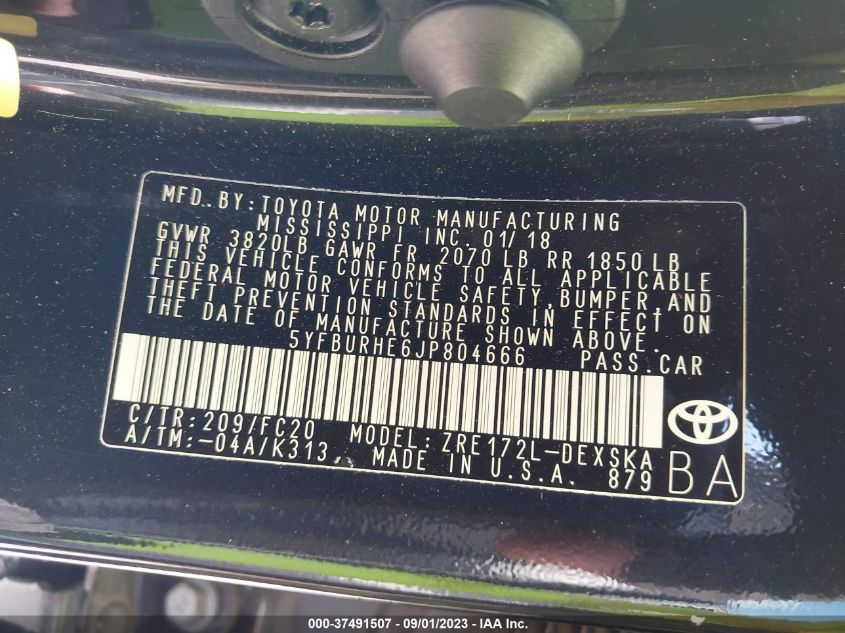 MFD. BY: TOYOTA MOTOR MANUFACTURING
MISSISSIPPI INC. 01/18
GVWR 3820LB GAWR FR 2070 LB RR 1850 LB
THIS VEHICLE CONFORMS TO ALL APPLICABLE
FEDERAL MOTOR VEHICLE SAFETY, BUMPER, AND
THEFT PREVENTION STANDARDS IN EFFECT ON
THE DATE OF MANUFACTURE SHOWN ABOVE.
5YFBURHE6JP804666 PASS. CAR
C/TR: 209/FC20 MODEL: ZRE172L-DEXSKA
A/TM: -04A/K313, MADE IN U.S.A. 879
BA
000-37491507 - 09/01/2023 - IAA Inc.